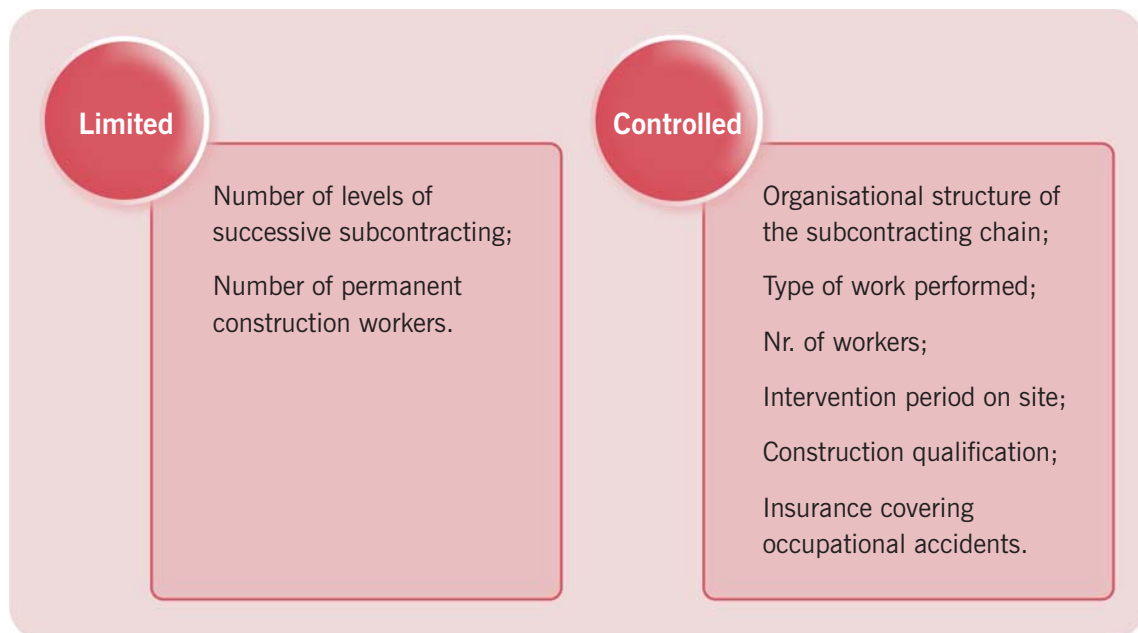 Limited
Number of levels of
successive subcontracting;
Number of permanent
construction workers.
Controlled
Organisational structure of
the subcontracting chain;
Type of work performed;
Nr. of workers;
Intervention period on site;
Construction qualification;
Insurance covering
occupational accidents.